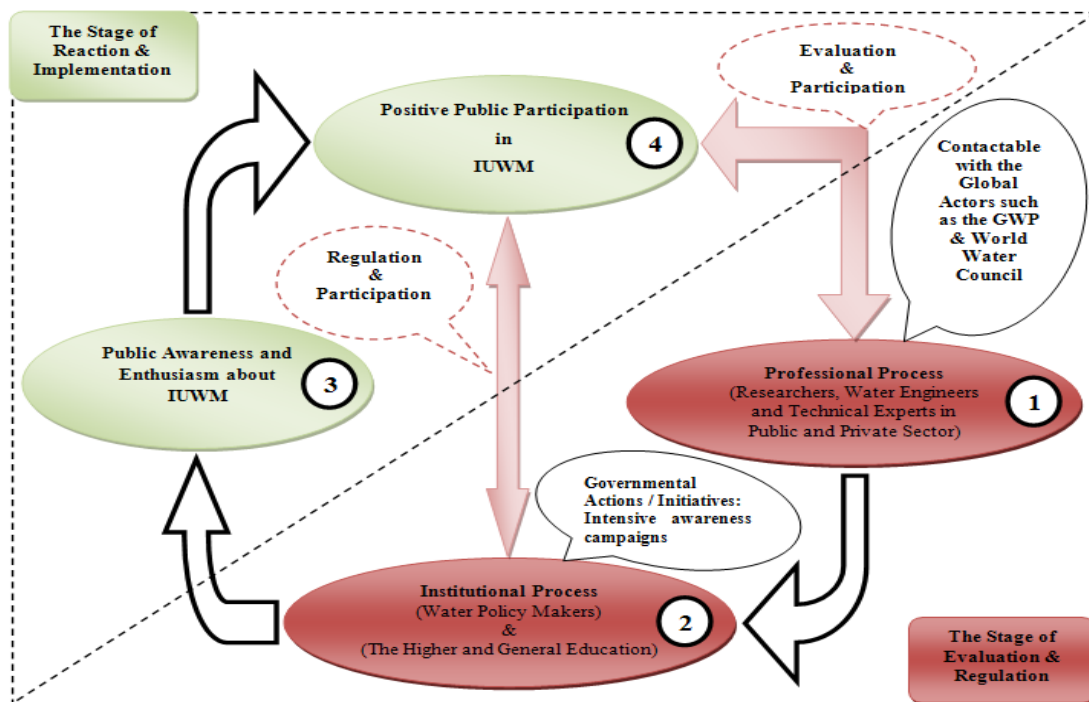 The Stage of
Reaction &
Implementation
Evaluation
&
Participation
Positive Public Participation
in
IUWM
4
Contactable
with the
Global
Actors such
as the GWP
& World
Water
Council
Regulation
&
Participation
Public Awareness and
Enthusiasm about
IUWM
3
Professional Process
(Researchers, Water Engineers
and Technical Experts in
Public and Private Sector)
1
Governmental
Actions / Initiatives:
Intensive awareness
campaigns
Institutional Process
(Water Policy Makers)
&
(The Higher and General Education)
2
The Stage of
Evaluation &
Regulation